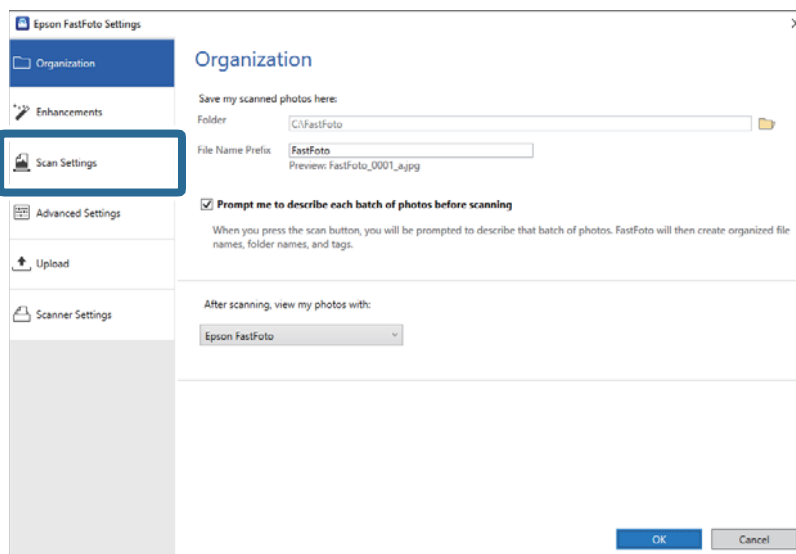 Epson FastFoto Settings
Organization
Enhancements
Scan Settings
Advanced Settings
Upload
Scanner Settings
Organization
Save my scanned photos here:
Folder
C:\FastFoto
File Name Prefix
FastFoto
Preview: FastFoto_0001_a.jpg
Prompt me to describe each batch of photos before scanning
When you press the scan button, you will be prompted to describe that batch of photos. FastFoto will then create organized file
names, folder names, and tags.
After scanning, view my photos with:
Epson FastFoto
OK
Cancel